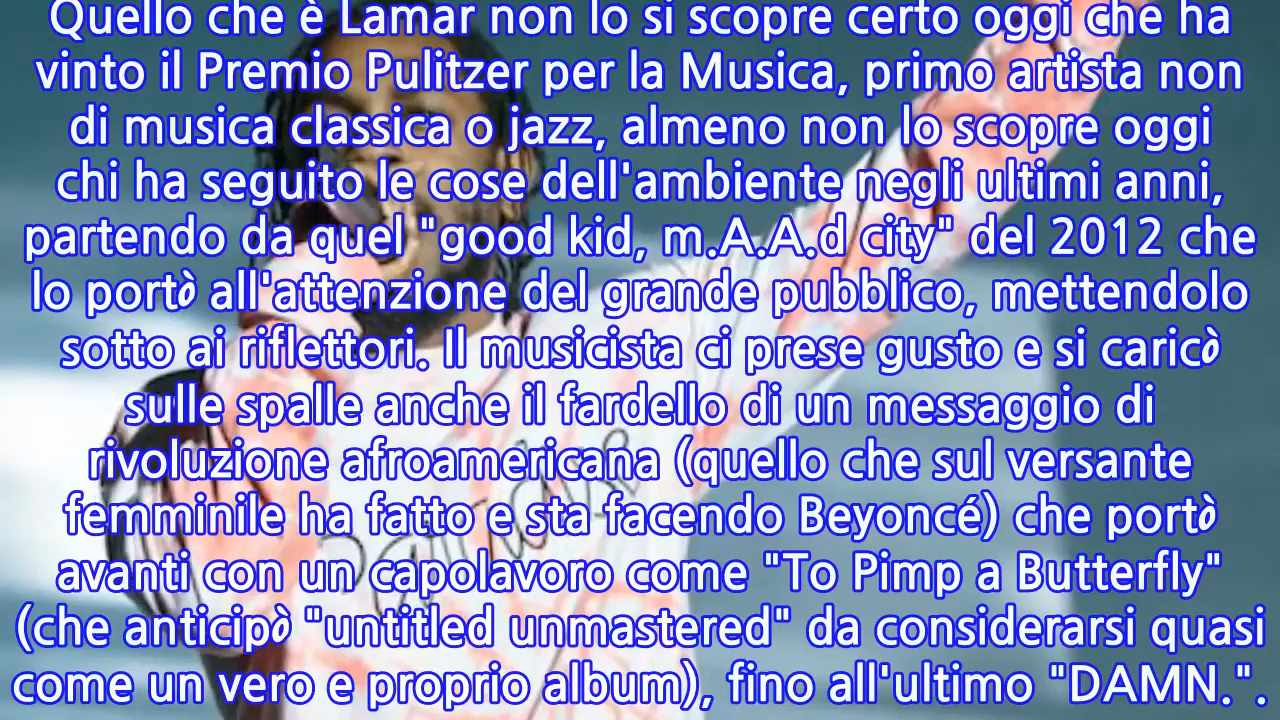 Quello che è Lamar non lo si scopre certo oggi che ha
vinto il Premio Pulitzer per la Musica, primo artista non
di musica classica o jazz, almeno non lo scopre oggi
chi ha seguito le cose dell'ambiente negli ultimi anni,
partendo da quel "good kid, m.A.A.d city" del 2012 che
lo portò all'attenzione del grande pubblico, mettendolo
sotto ai riflettori. Il musicista ci prese gusto e si caricò
sulle spalle anche il fardello di un messaggio di
rivoluzione afroamericana (quello che sul versante
femminile ha fatto e sta facendo Beyoncé) che portò
avanti con un capolavoro come "To Pimp a Butterfly"
(che anticipò "untitled unmastered" da considerarsi quasi
come un vero e proprio album), fino all'ultimo "DAMN.".